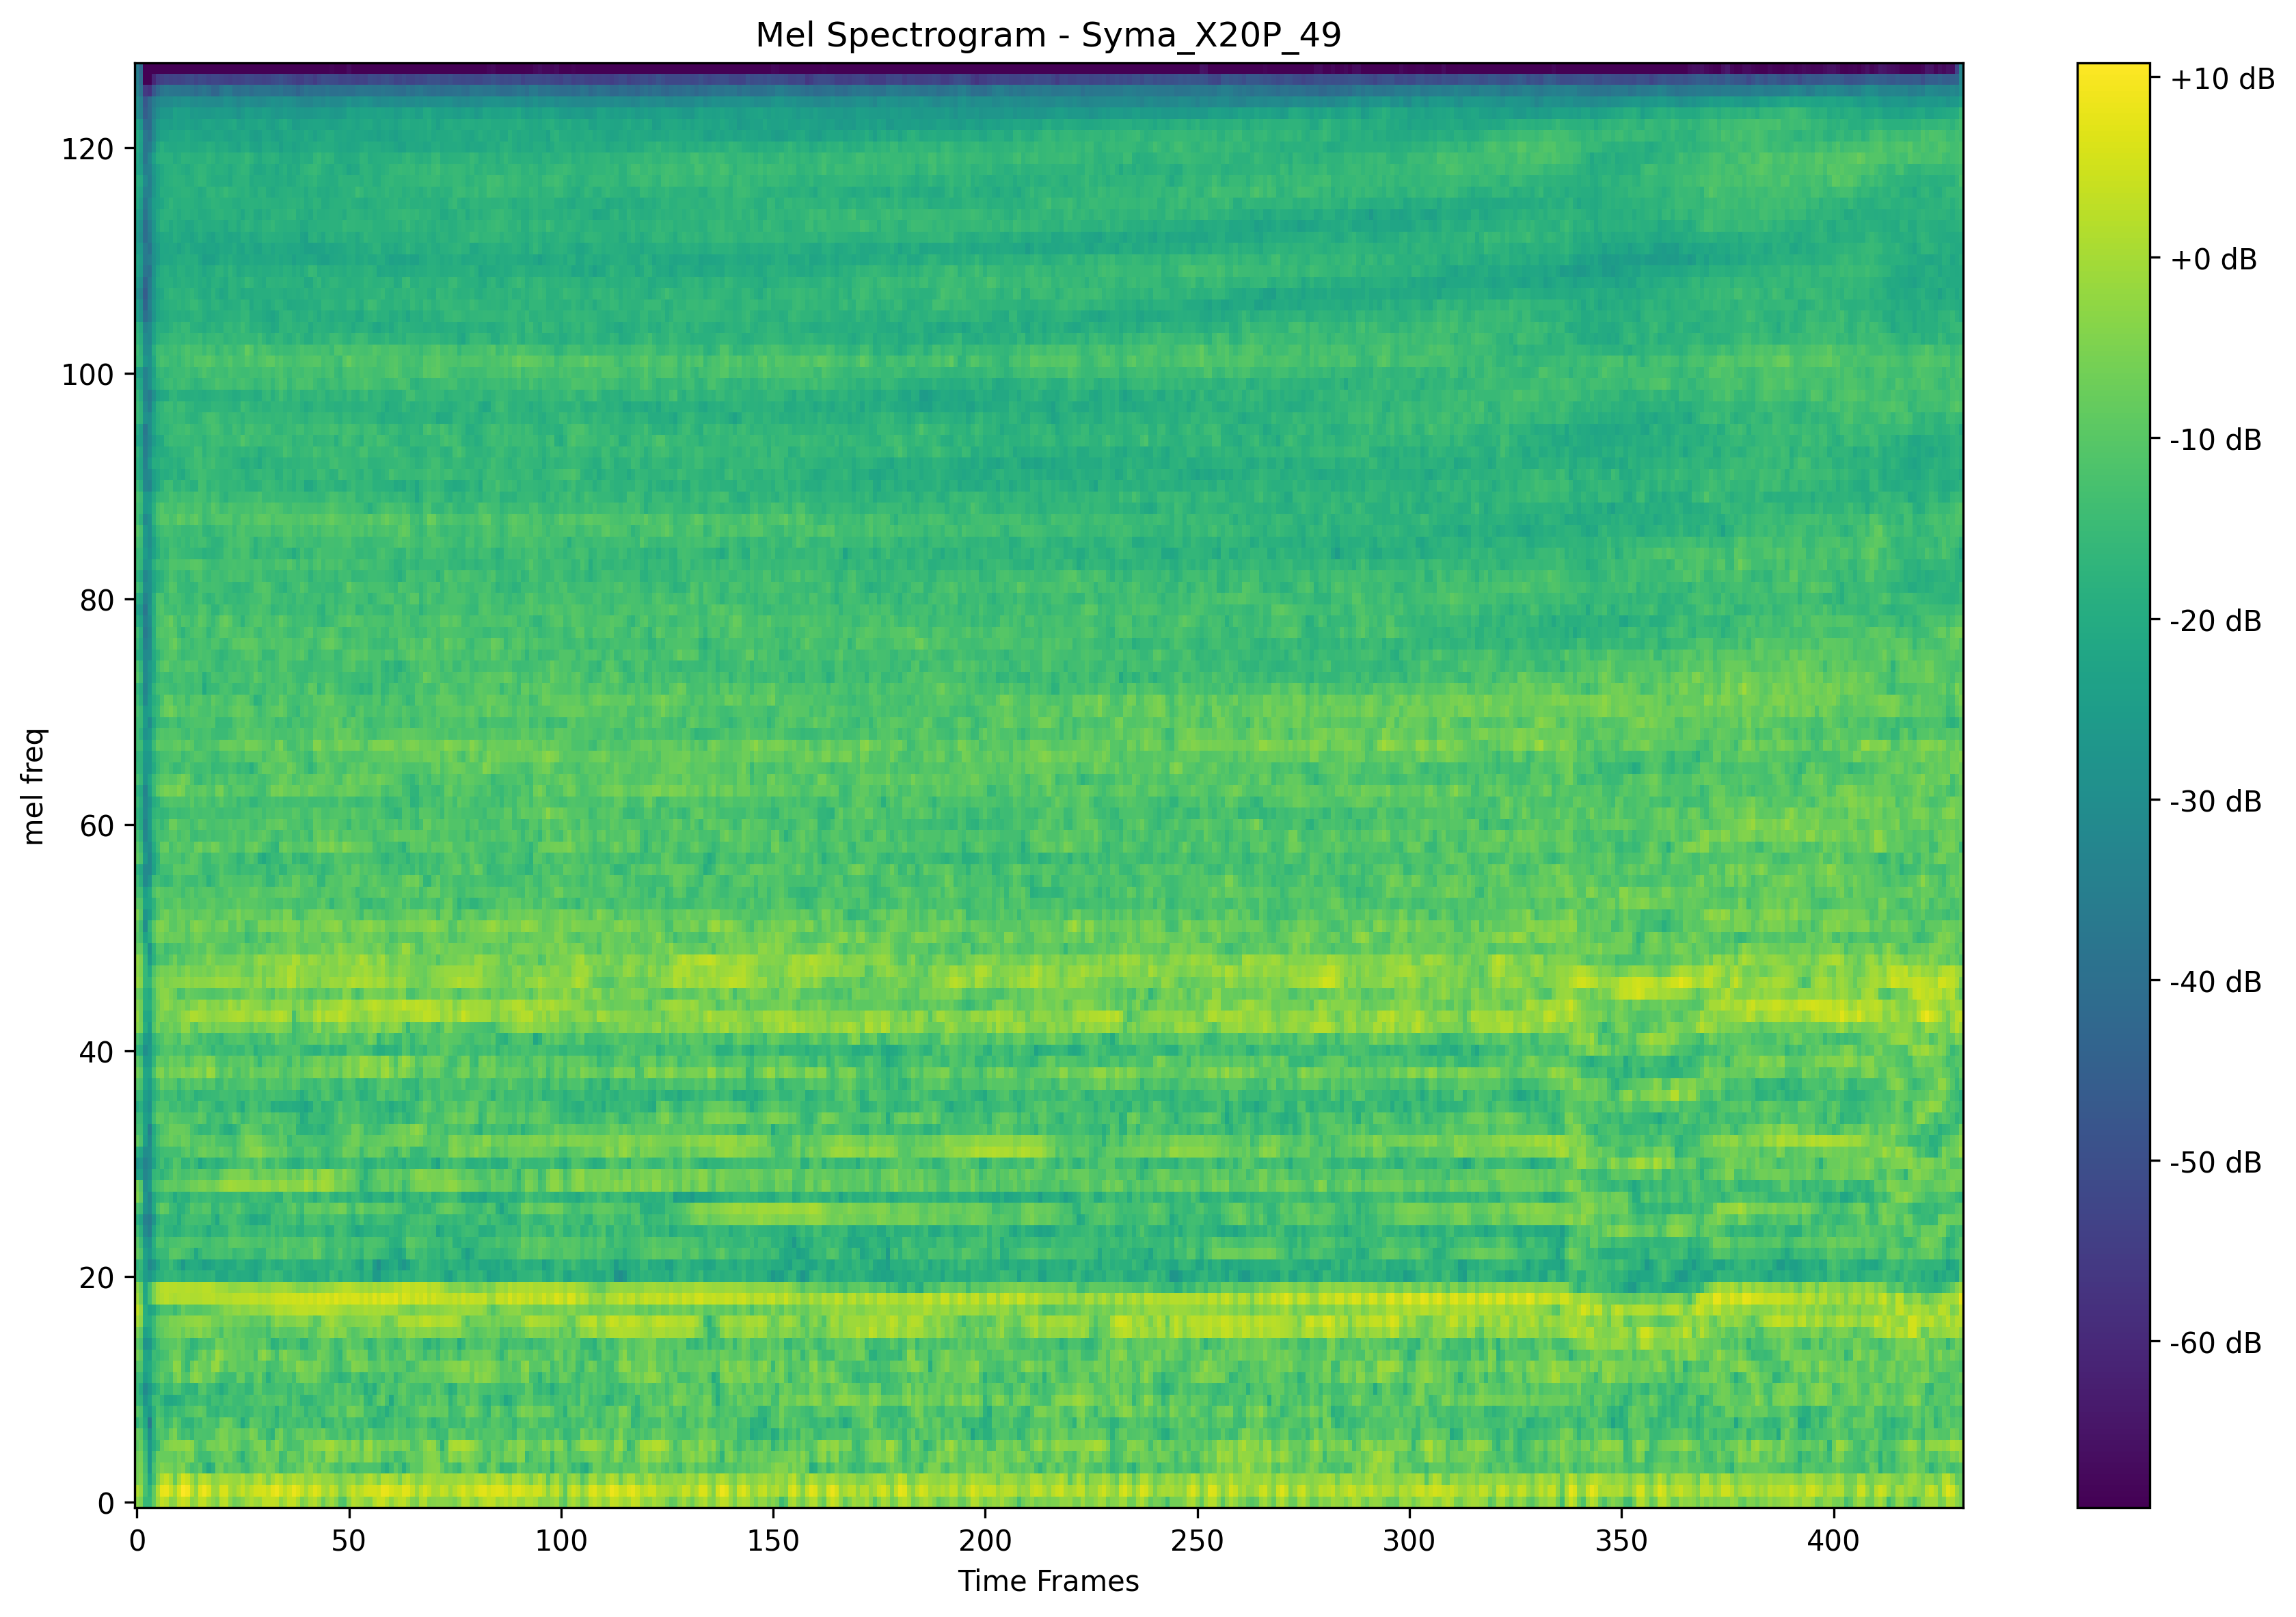 Mel Spectrogram - Syma_X20P_49
mel freq
120
100
80
60
40
20
0
0 50 100 150 200 250 300 350 400
Time Frames
+10 dB
+0 dB
-10 dB
-20 dB
-30 dB
-40 dB
-50 dB
-60 dB